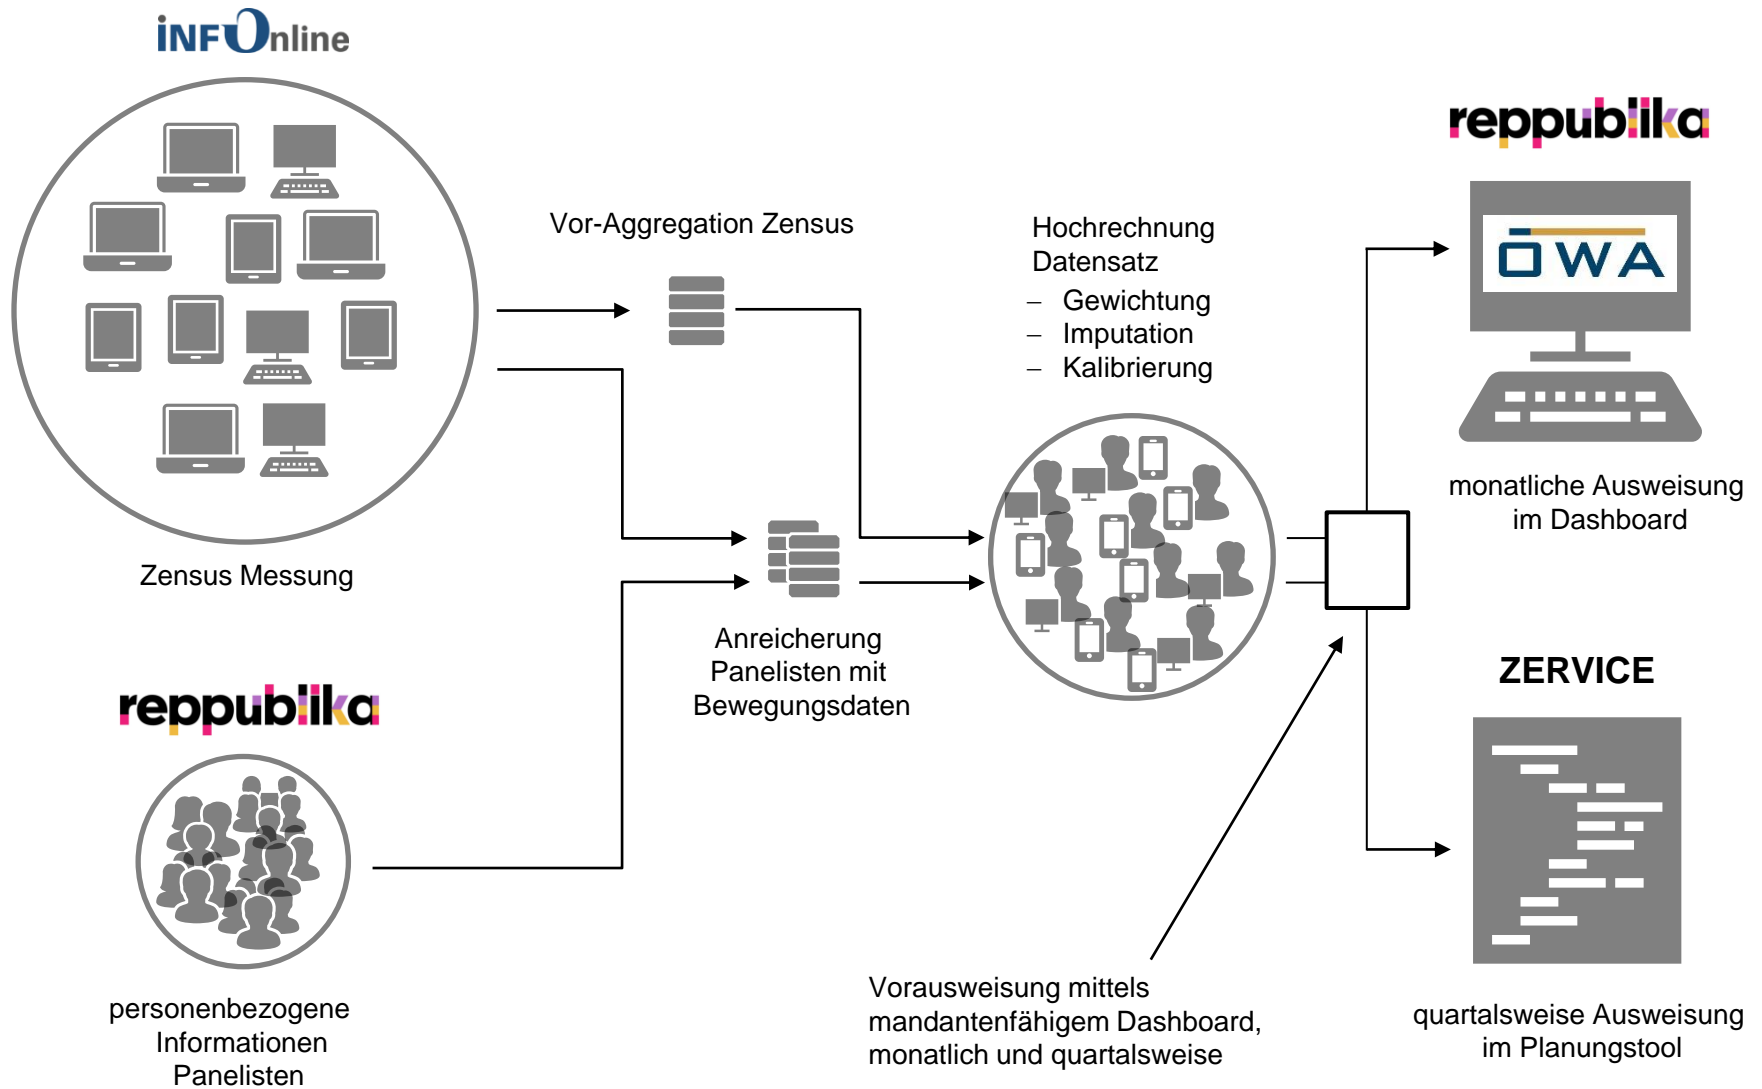 INFOnline
Zensus Messung
reppublika
personenbezogene
Informationen
Panelisten
Vor-Aggregation Zensus
Anreicherung
Panelisten mit
Bewegungsdaten
Hochrechnung
Datensatz
– Gewichtung
– Imputation
– Kalibrierung
Vorausweisung mittels
mandantenfähigem Dashboard,
monatlich und quartalsweise
reppublika
ÖWA
monatliche Ausweisung
im Dashboard
ZERVICE
quartalsweise Ausweisung
im Planungstool